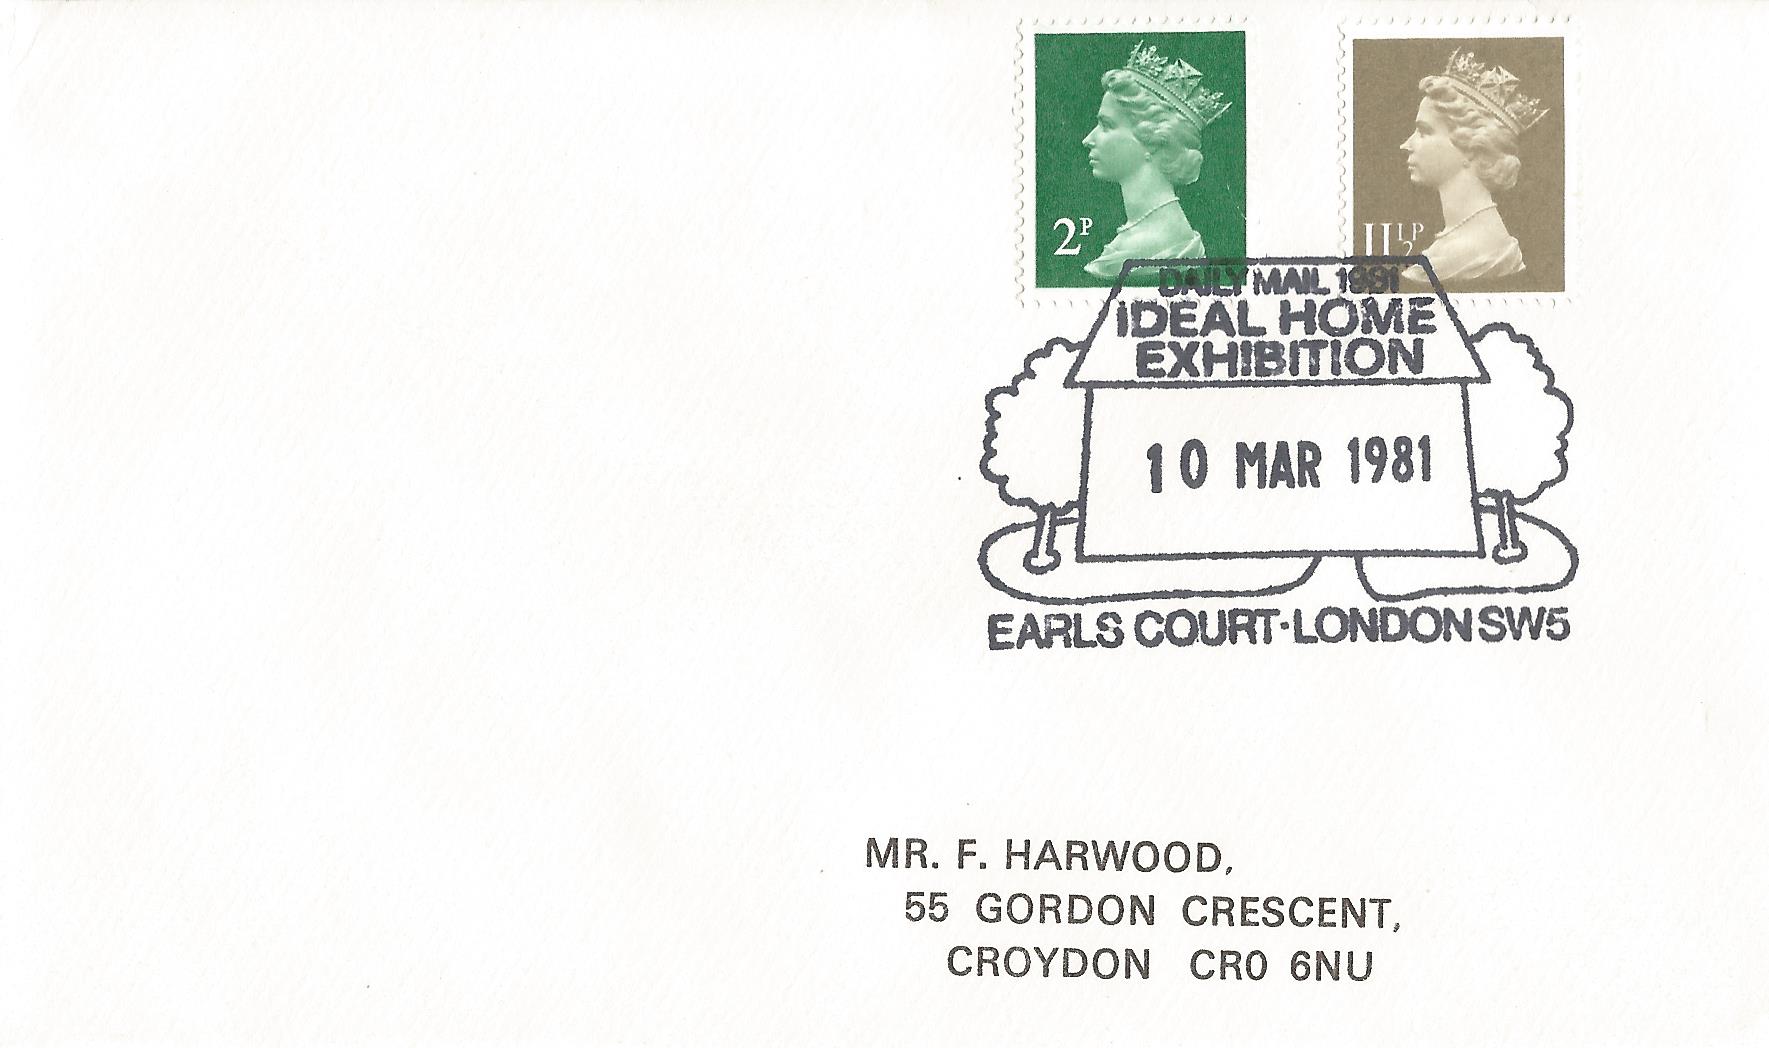 2P
11½P
DAILY MAIL 1981
IDEAL HOME
EXHIBITION
10 MAR 1981
EARLS COURT·LONDON SW5
MR. F. HARWOOD,
55 GORDON CRESCENT,
CROYDON CR0 6NU